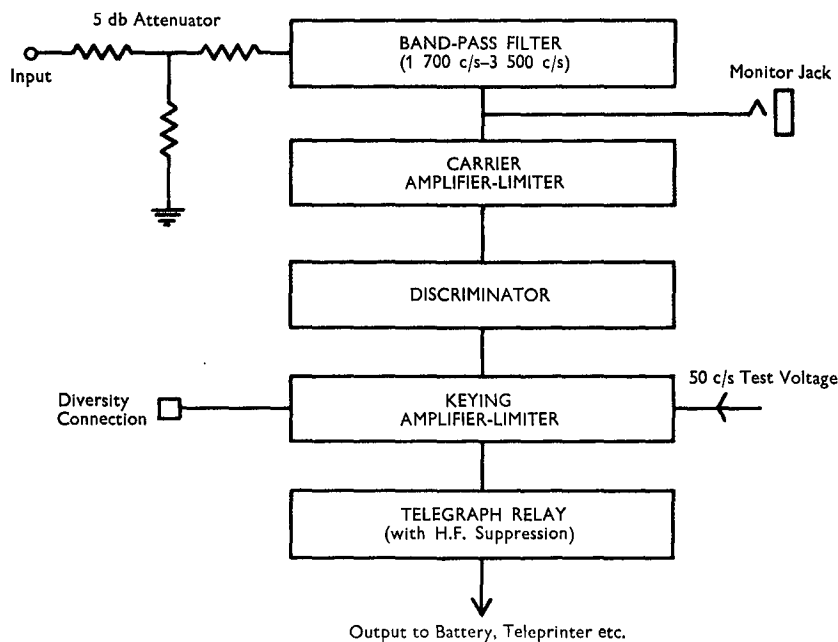 5 db Attenuator
Input
BAND-PASS FILTER
(1 700 c/s–3 500 c/s)
Monitor Jack
CARRIER
AMPLIFIER-LIMITER
DISCRIMINATOR
50 c/s Test Voltage
Diversity
Connection
KEYING
AMPLIFIER-LIMITER
TELEGRAPH RELAY
(with H.F. Suppression)
Output to Battery, Teleprinter etc.